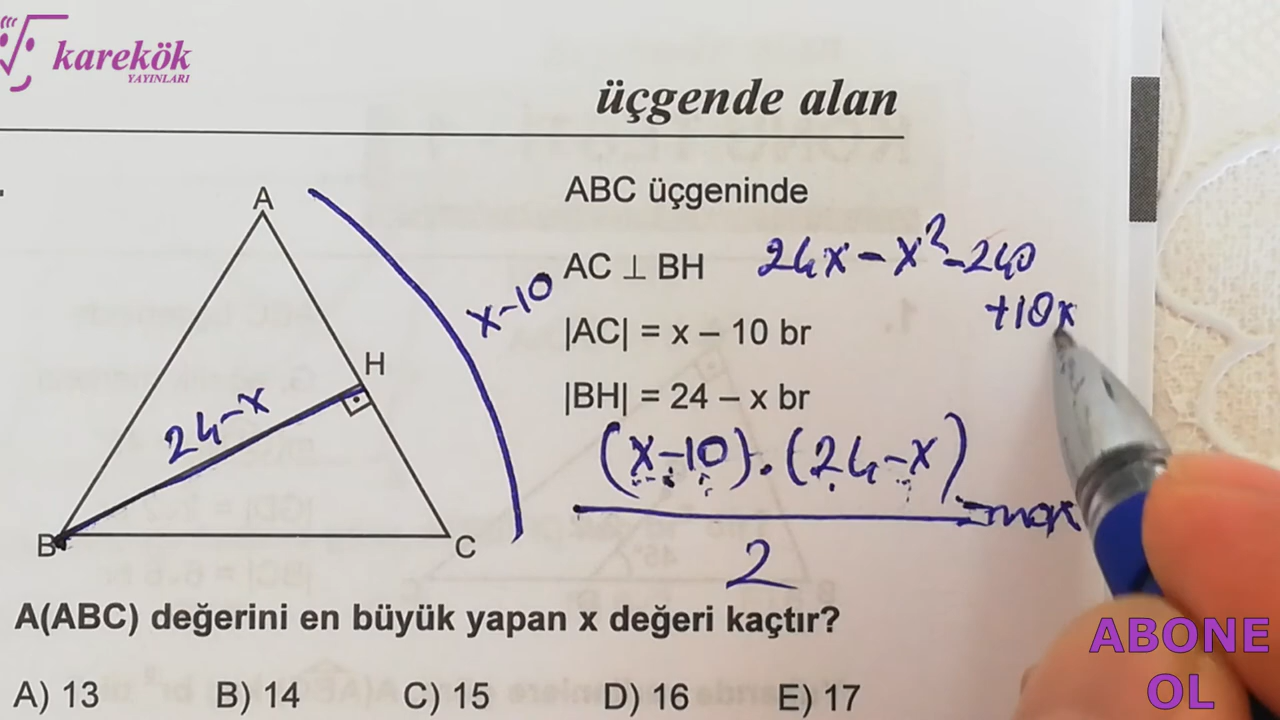 karekök
YAYINLARI
üçgende alan
ABC üçgeninde
AC ⊥ BH
|AC| = x – 10 br
|BH| = 24 – x br
24x - x² - 240
+10x
A
H
B
C
24-x
x-10
(x-10).(24-x)
2
=max
A(ABC) değerini en büyük yapan x değeri kaçtır?
A) 13 B) 14 C) 15 D) 16 E) 17
ABONE
OL